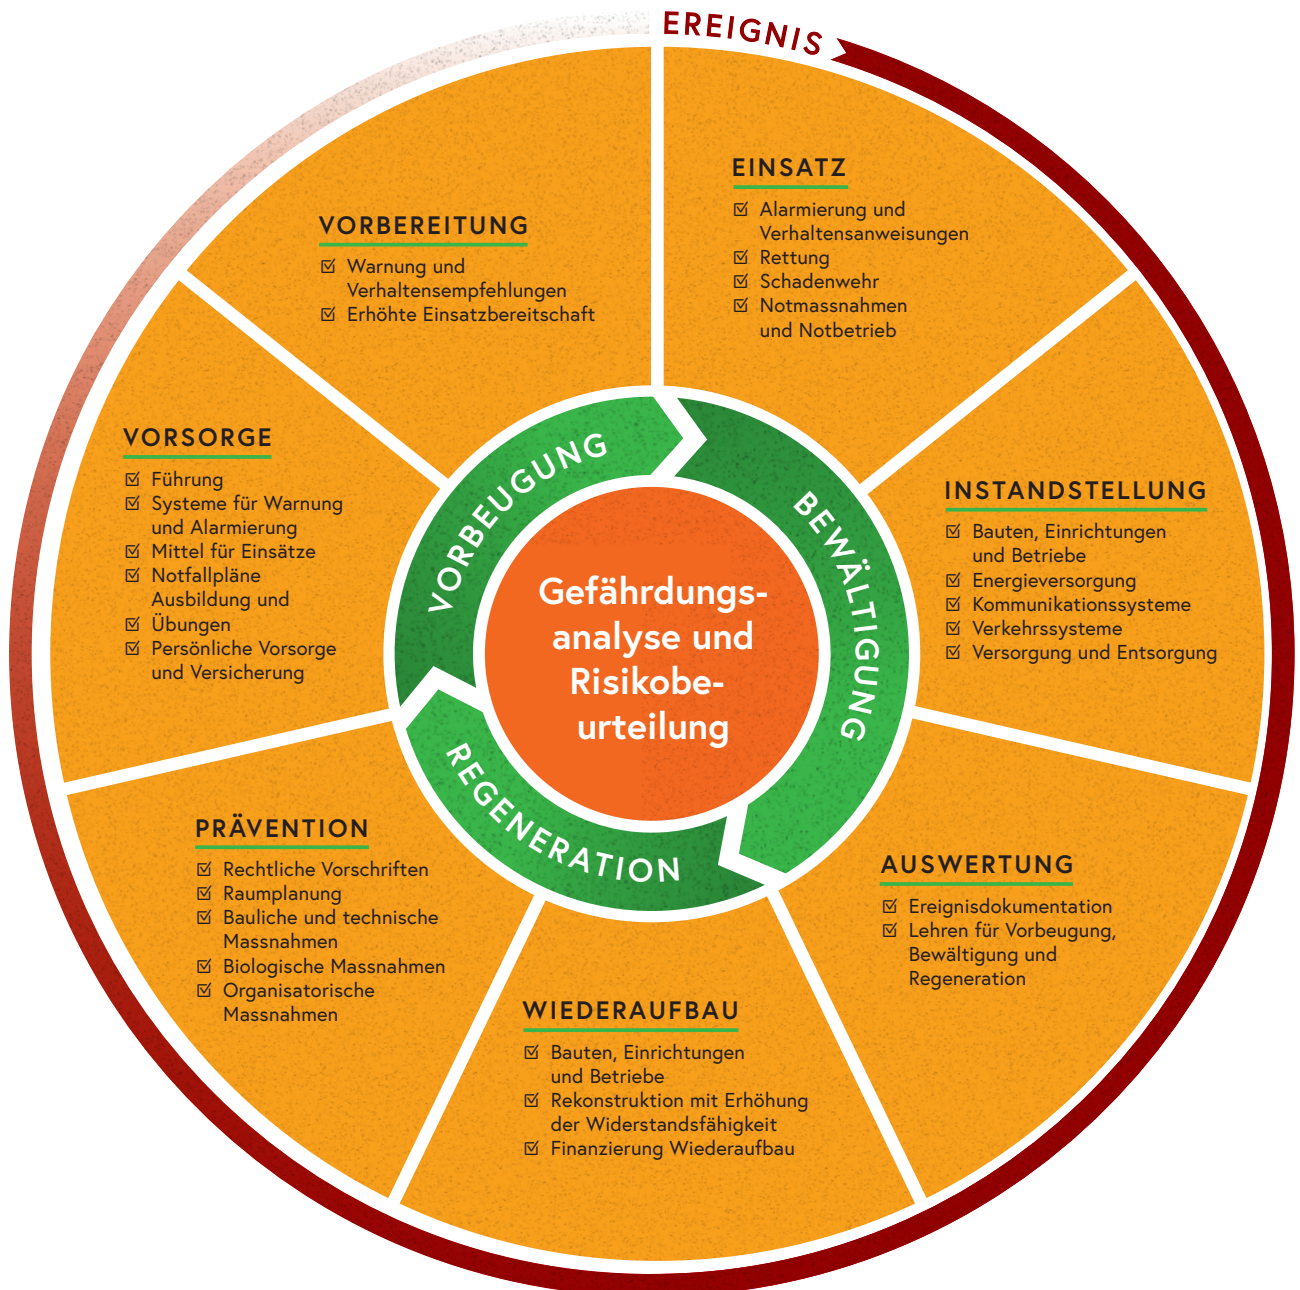 EREIGNIS
EINSATZ
Alarmierung und
Verhaltensanweisungen
Rettung
Schadenwehr
Notmassnahmen
und Notbetrieb
INSTANDSTELLUNG
Bauten, Einrichtungen
und Betriebe
Energieversorgung
Kommunikationssysteme
Verkehrssysteme
Versorgung und Entsorgung
AUSWERTUNG
Ereignisdokumentation
Lehren für Vorbeugung,
Bewältigung und
Regeneration
WIEDERAUFBAU
Bauten, Einrichtungen
und Betriebe
Rekonstruktion mit Erhöhung
der Widerstandsfähigkeit
Finanzierung Wiederaufbau
PRÄVENTION
Rechtliche Vorschriften
Raumplanung
Bauliche und technische
Massnahmen
Biologische Massnahmen
Organisatorische
Massnahmen
VORSORGE
Führung
Systeme für Warnung
und Alarmierung
Mittel für Einsätze
Notfallpläne
Ausbildung und
Übungen
Persönliche Vorsorge
und Versicherung
VORBEREITUNG
Warnung und
Verhaltensempfehlungen
Erhöhte Einsatzbereitschaft
VORBEUGUNG
BEWÄLTIGUNG
REGENERATION
Gefährdungs-
analyse und
Risikobe-
urteilung